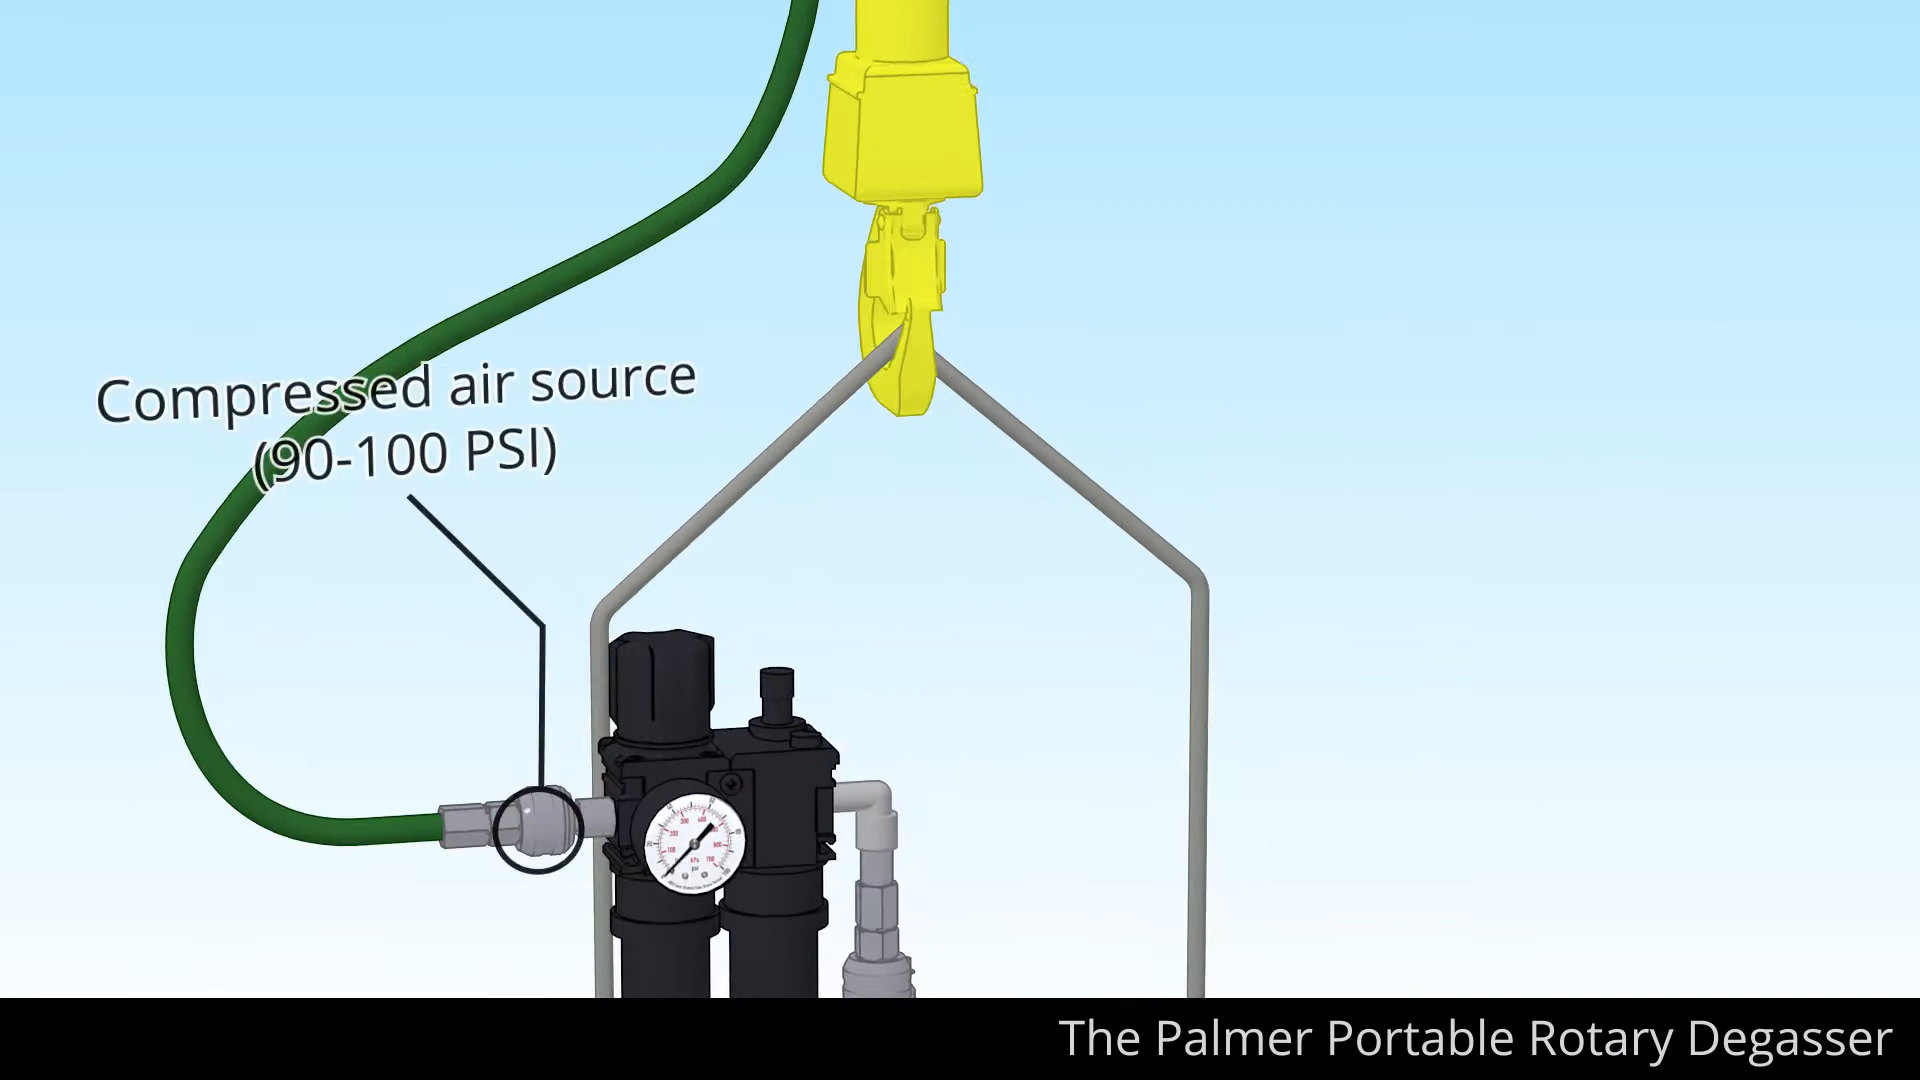 Compressed air source
(90-100 PSI)
The Palmer Portable Rotary Degasser